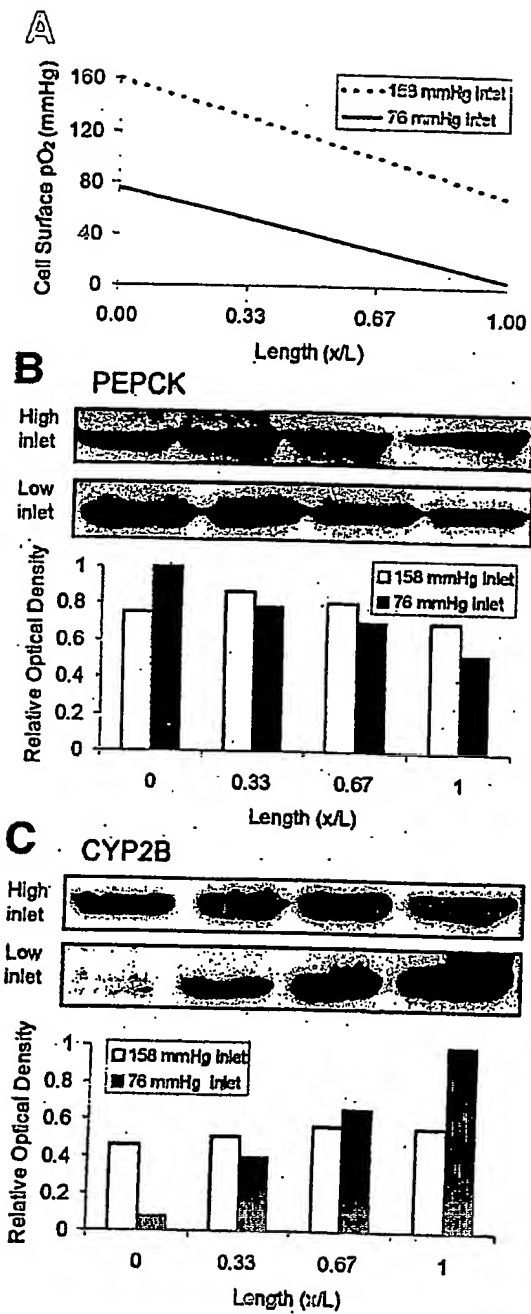 A
Cell Surface pO₂ (mmHg)
160
120
80
40
0
158 mmHg Inlet
76 mmHg Inlet
0.00 0.33 0.67 1.00
Length (x/L)
B PEPCK
High inlet
Low inlet
Relative Optical Density
1
0.8
0.6
0.4
0.2
0
158 mmHg Inlet
76 mmHg Inlet
0 0.33 0.67 1
Length (x/L)
C CYP2B
High inlet
Low inlet
Relative Optical Density
1
0.8
0.6
0.4
0.2
0
158 mmHg Inlet
76 mmHg Inlet
0 0.33 0.67 1
Length (x/L)